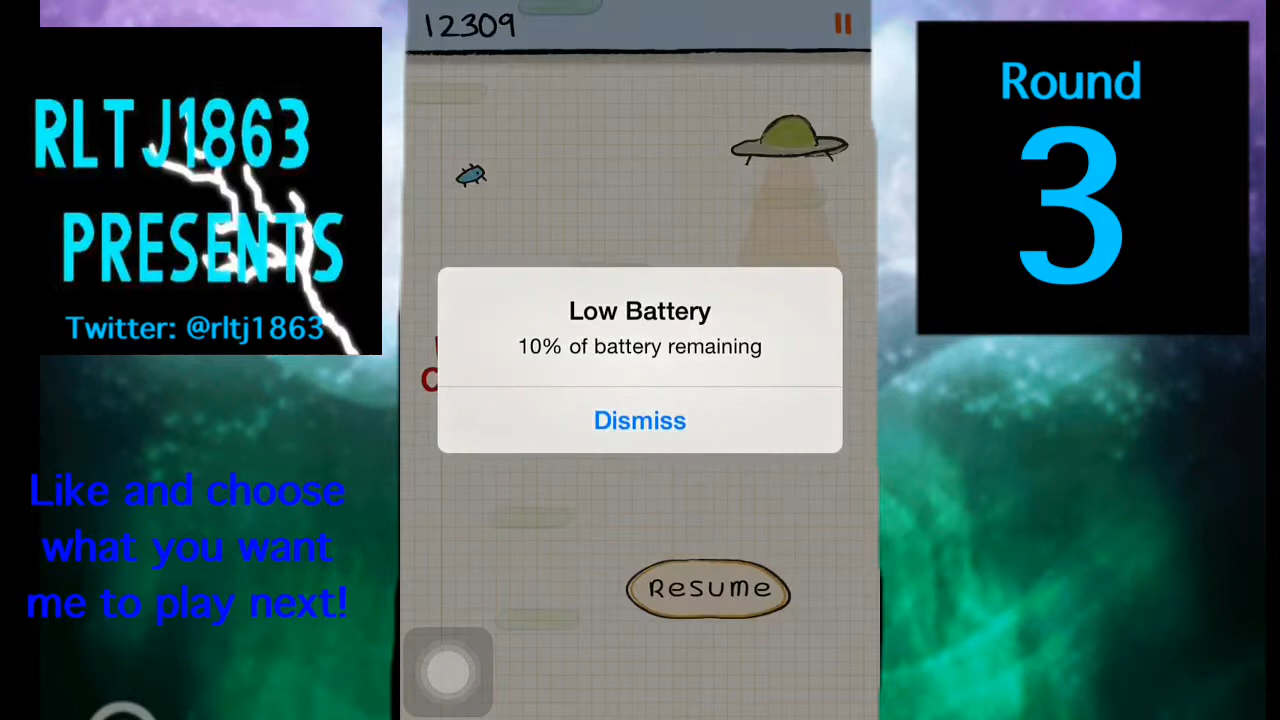 RLTJ1863
PRESENTS
Twitter: @rltj1863
Like and choose
what you want
me to play next!
12309
Low Battery
10% of battery remaining
Dismiss
Resume
Round
3